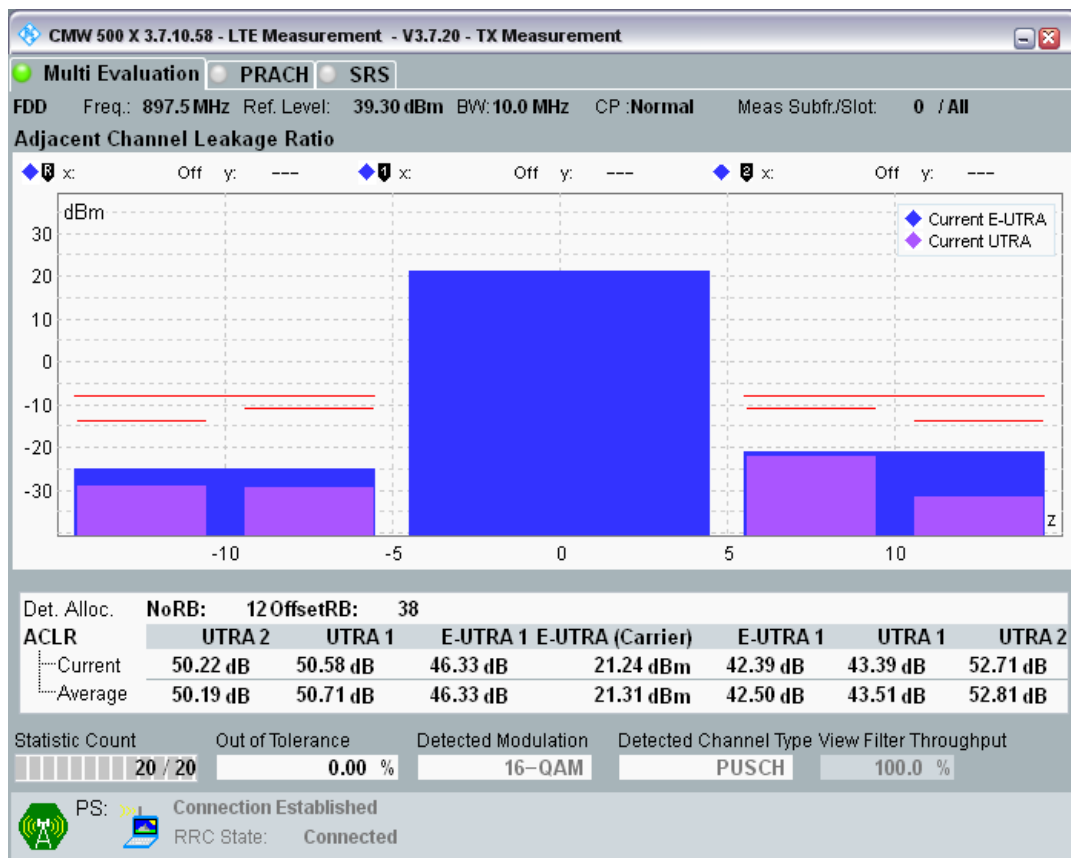 CMW 500 X 3.7.10.58 - LTE Measurement - V3.7.20 - TX Measurement
Multi Evaluation PRACH SRS
FDD Freq.: 897.5 MHz Ref. Level: 39.30 dBm BW: 10.0 MHz CP :Normal Meas Subfr./Slot: 0 / All
Adjacent Channel Leakage Ratio
R x: Off y: --- 1 x: Off y: --- 2 x: Off y: ---
dBm
Current E-UTRA
Current UTRA
30
20
10
0
-10
-20
-30
z
-10 -5 0 5 10
Det. Alloc. NoRB: 12 OffsetRB: 38
ACLR UTRA 2 UTRA 1 E-UTRA 1 E-UTRA (Carrier) E-UTRA 1 UTRA 1 UTRA 2
Current 50.22 dB 50.58 dB 46.33 dB 21.24 dBm 42.39 dB 43.39 dB 52.71 dB
Average 50.19 dB 50.71 dB 46.33 dB 21.31 dBm 42.50 dB 43.51 dB 52.81 dB
Statistic Count Out of Tolerance Detected Modulation Detected Channel Type View Filter Throughput
20 / 20 0.00 % 16-QAM PUSCH 100.0 %
PS: Connection Established
RRC State: Connected